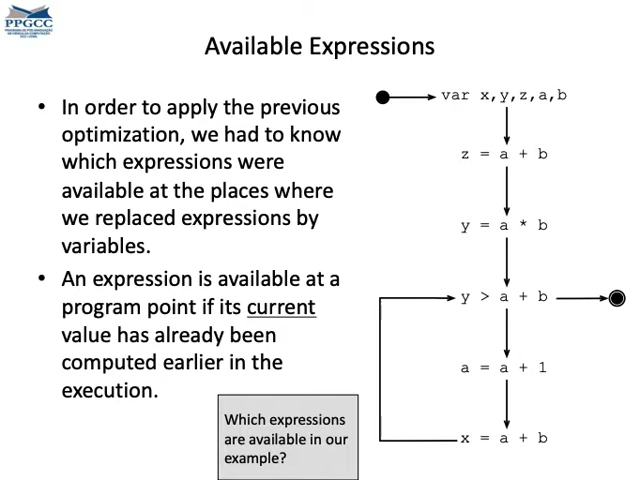 PPGCC
Available Expressions
• In order to apply the previous
optimization, we had to know
which expressions were
available at the places where
we replaced expressions by
variables.
• An expression is available at a
program point if its current
value has already been
computed earlier in the
execution.
Which expressions
are available in our
example?
var x,y,z,a,b
z = a + b
y = a * b
y > a + b
a = a + 1
x = a + b